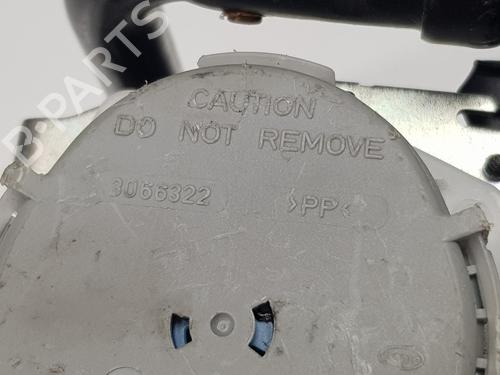 CAUTION
DO NOT REMOVE
3066322 >PP<
B-PARTS